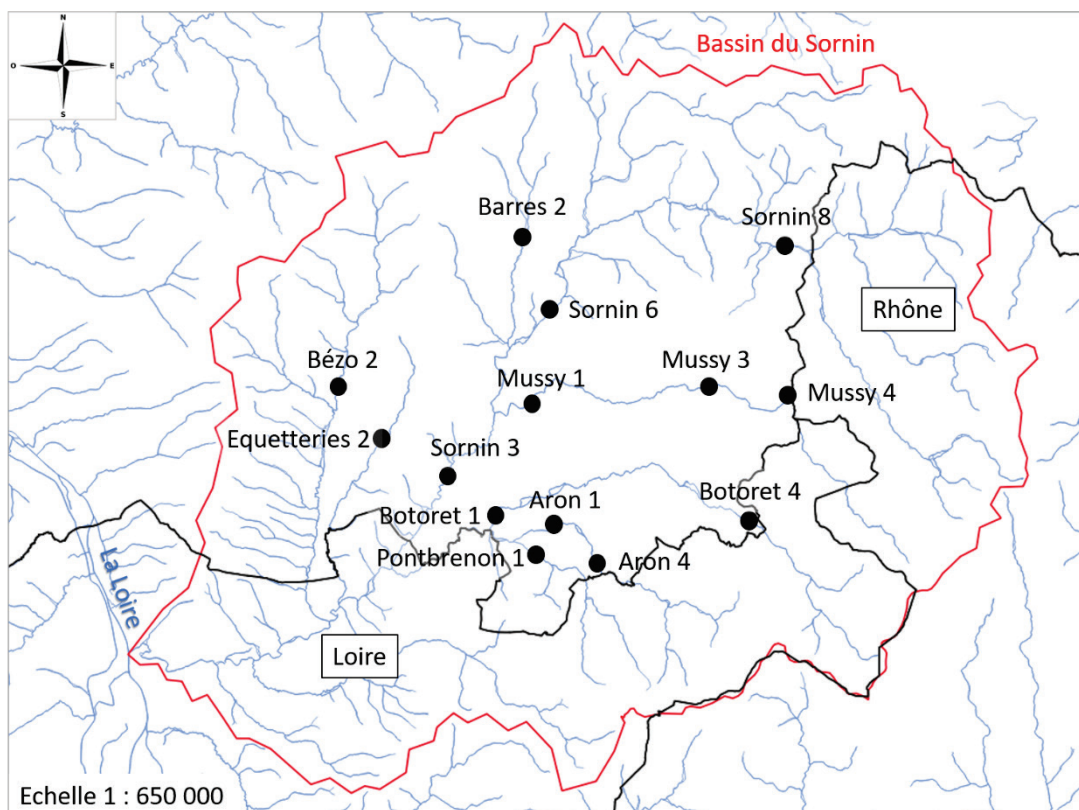 N
O
E
S
Bassin du Sornin
Barres 2
Sornin 8
Sornin 6
Rhône
Bézo 2
Mussy 1
Mussy 3
Mussy 4
Equetteries 2
Sornin 3
Botoret 1
Aron 1
Botoret 4
Pontbrenon 1
Aron 4
La Loire
Loire
Echelle 1 : 650 000